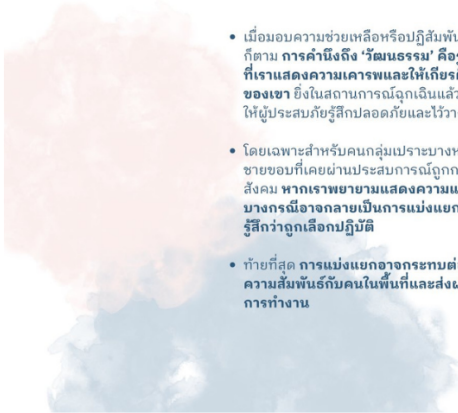 • เมื่อมอบความช่วยเหลือหรือปฏิสัมพัน
ก็ตาม การคำนึงถึง ‘วัฒนธรรม’ คือรู
ที่เราแสดงความเคารพและให้เกียรต
ของเขา ยิ่งในสถานการณ์ฉุกเฉินแล้ว
ให้ผู้ประสบภัยรู้สึกปลอดภัยและไว้วา
• โดยเฉพาะสำหรับคนกลุ่มเปราะบางห
ชายขอบที่เคยผ่านประสบการณ์ถูกก
สังคม หากเราพยายามแสดงความแ
บางกรณีอาจกลายเป็นการแบ่งแยก
รู้สึกว่าถูกเลือกปฏิบัติ
• ท้ายที่สุด การแบ่งแยกอาจกระทบต่
ความสัมพันธ์กับคนในพื้นที่และส่งผ
การทำงาน